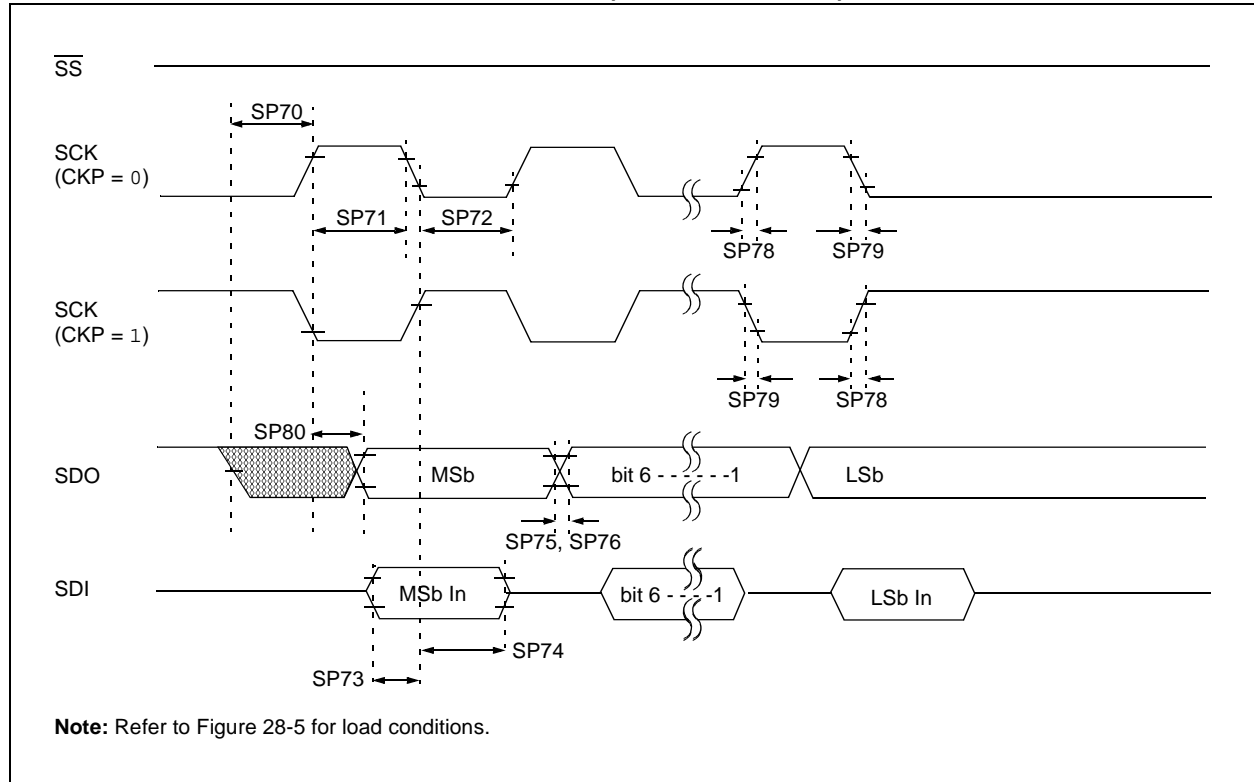 SS
SP70
SCK
(CKP = 0)
SP71
SP72
SP78
SP79
SCK
(CKP = 1)
SP79
SP78
SP80
SDO
MSb
bit 6 - - - - - -1
LSb
SP75, SP76
SDI
MSb In
bit 6 - - - -1
LSb In
SP74
SP73
Note: Refer to Figure 28-5 for load conditions.